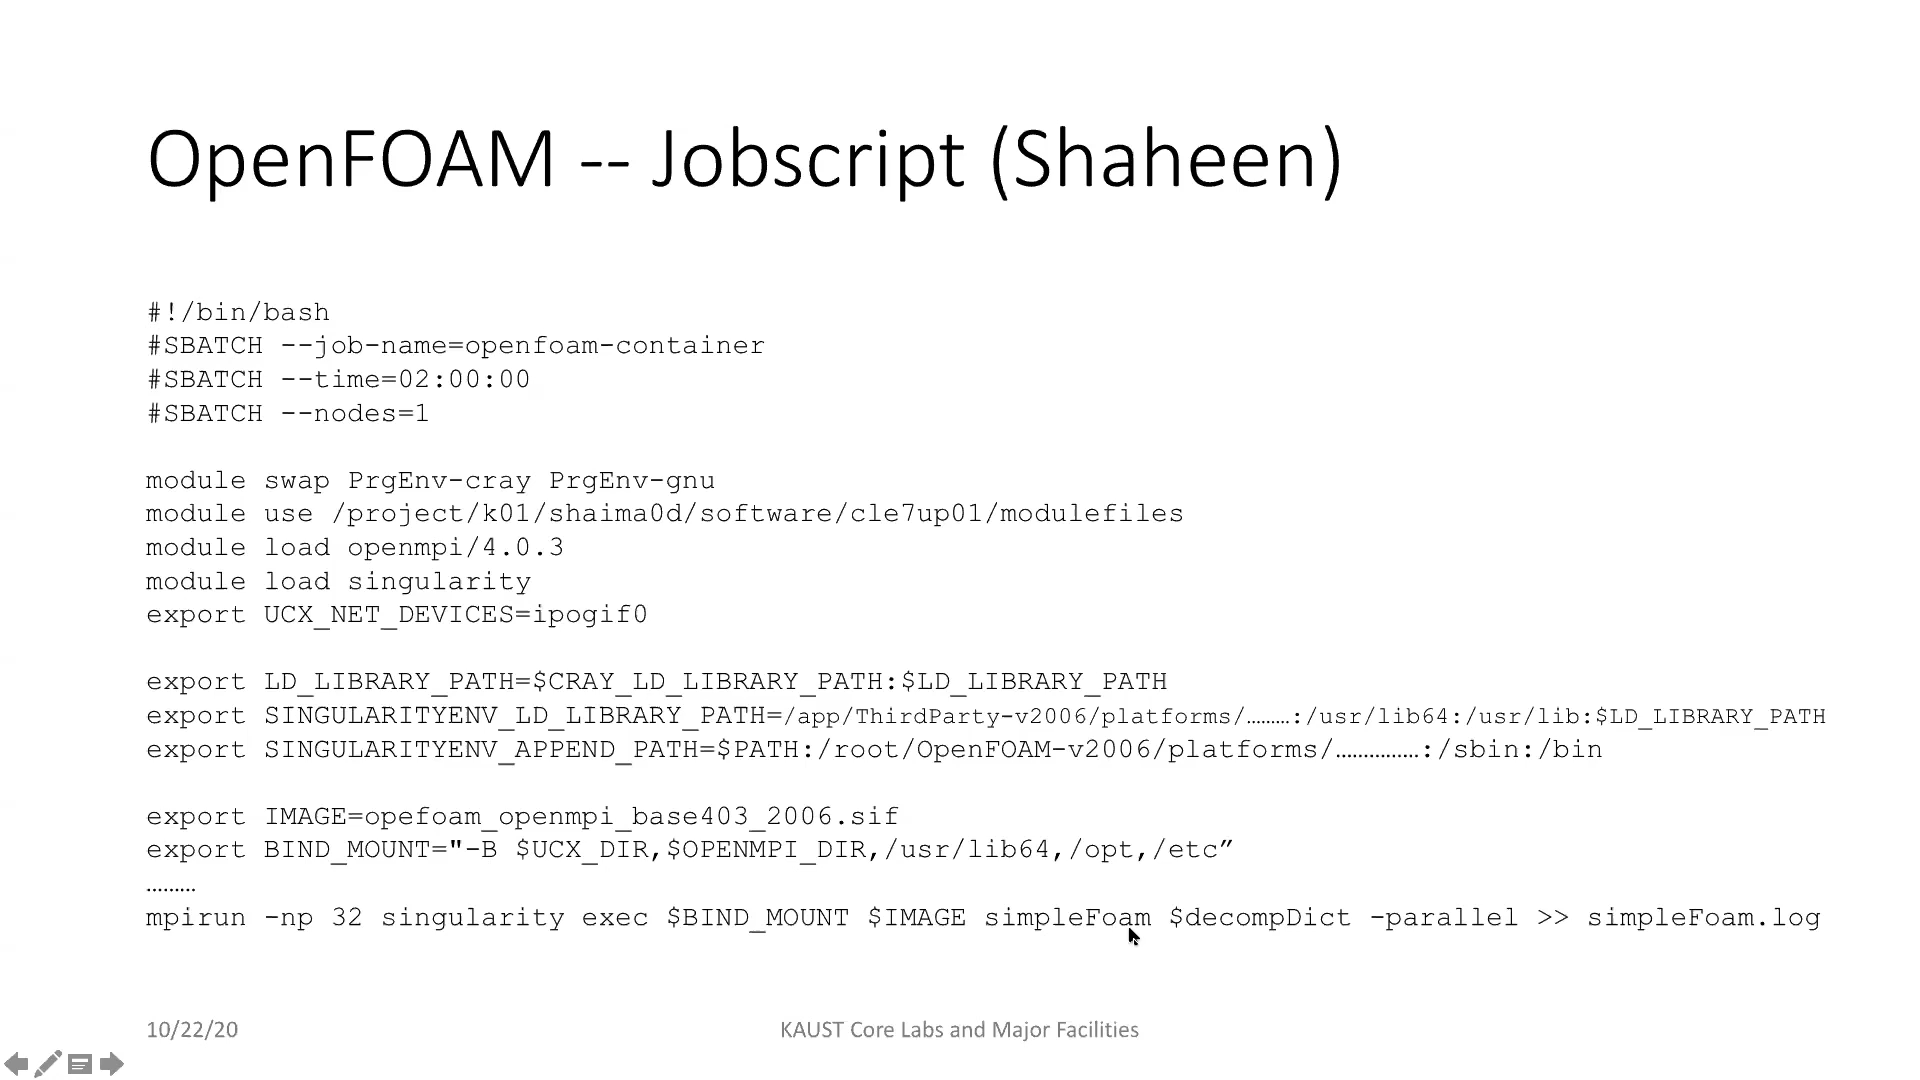 OpenFOAM -- Jobscript (Shaheen)
#!/bin/bash
#SBATCH --job-name=openfoam-container
#SBATCH --time=02:00:00
#SBATCH --nodes=1
module swap PrgEnv-cray PrgEnv-gnu
module use /project/k01/shaima0d/software/cle7up01/modulefiles
module load openmpi/4.0.3
module load singularity
export UCX_NET_DEVICES=ipogif0
export LD_LIBRARY_PATH=$CRAY_LD_LIBRARY_PATH:$LD_LIBRARY_PATH
export SINGULARITYENV_LD_LIBRARY_PATH=/app/ThirdParty-v2006/platforms/………:/usr/lib64:/usr/lib:$LD_LIBRARY_PATH
export SINGULARITYENV_APPEND_PATH=$PATH:/root/OpenFOAM-v2006/platforms/……………:/sbin:/bin
export IMAGE=opefoam_openmpi_base403_2006.sif
export BIND_MOUNT="-B $UCX_DIR,$OPENMPI_DIR,/usr/lib64,/opt,/etc”
………
mpirun -np 32 singularity exec $BIND_MOUNT $IMAGE simpleFoam $decompDict -parallel >> simpleFoam.log
10/22/20
KAUST Core Labs and Major Facilities